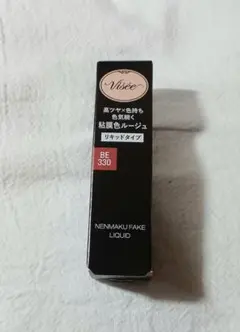 Visée
高ツヤ×色持ち
色気続く
粘膜色ルージュ
リキッドタイプ
BE
330
NENMAKU FAKE
LIQUID